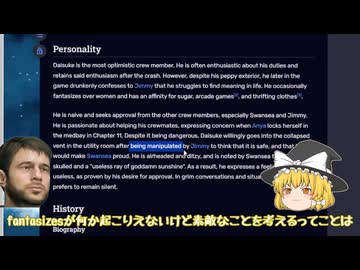 Personality
Daisuke is the most optimistic crew member. He is often enthusiastic about his duties and
retains said enthusiasm after the crash. However, despite his peppy exterior, he later in the
game drunkenly confesses to Jimmy that he struggles to find meaning in life. He occasionally
fantasizes over women and has an affinity for sugar, arcade games, and thrifting clothes.
He is naive and seeks approval from the other crew members, especially Swansea and Jimmy.
He is passionate about helping his crewmates, expressing concern when Anya locks herself in
the medbay in Chapter 11. Despite it being dangerous, Daisuke willingly goes into the collapsed
vent in the utility room after being manipulated by Jimmy to think that it is safe, and that
would make Swansea proud. He is airheaded and ditzy, and is noted by Swansea
skulled and a "useless ray of goddamn sunshine". As a result, he expresses a feeli
useless, as proven by his desire for approval. In grim conversations and situati
prefers to remain silent.
History
Biography
fantasizesが何か起こりえないけど素敵なことを考えるってことは